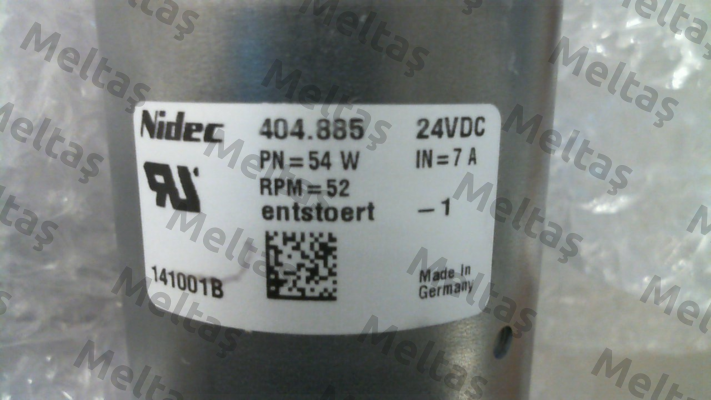 Nidec 404.885 24VDC
PN=54 W IN=7 A
RPM=52
entstoert -1
141001B
Made in
Germany
Meltaş